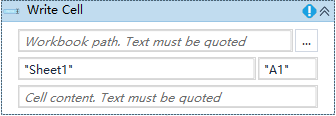 Write Cell
Workbook path. Text must be quoted ...
"Sheet1" "A1"
Cell content. Text must be quoted